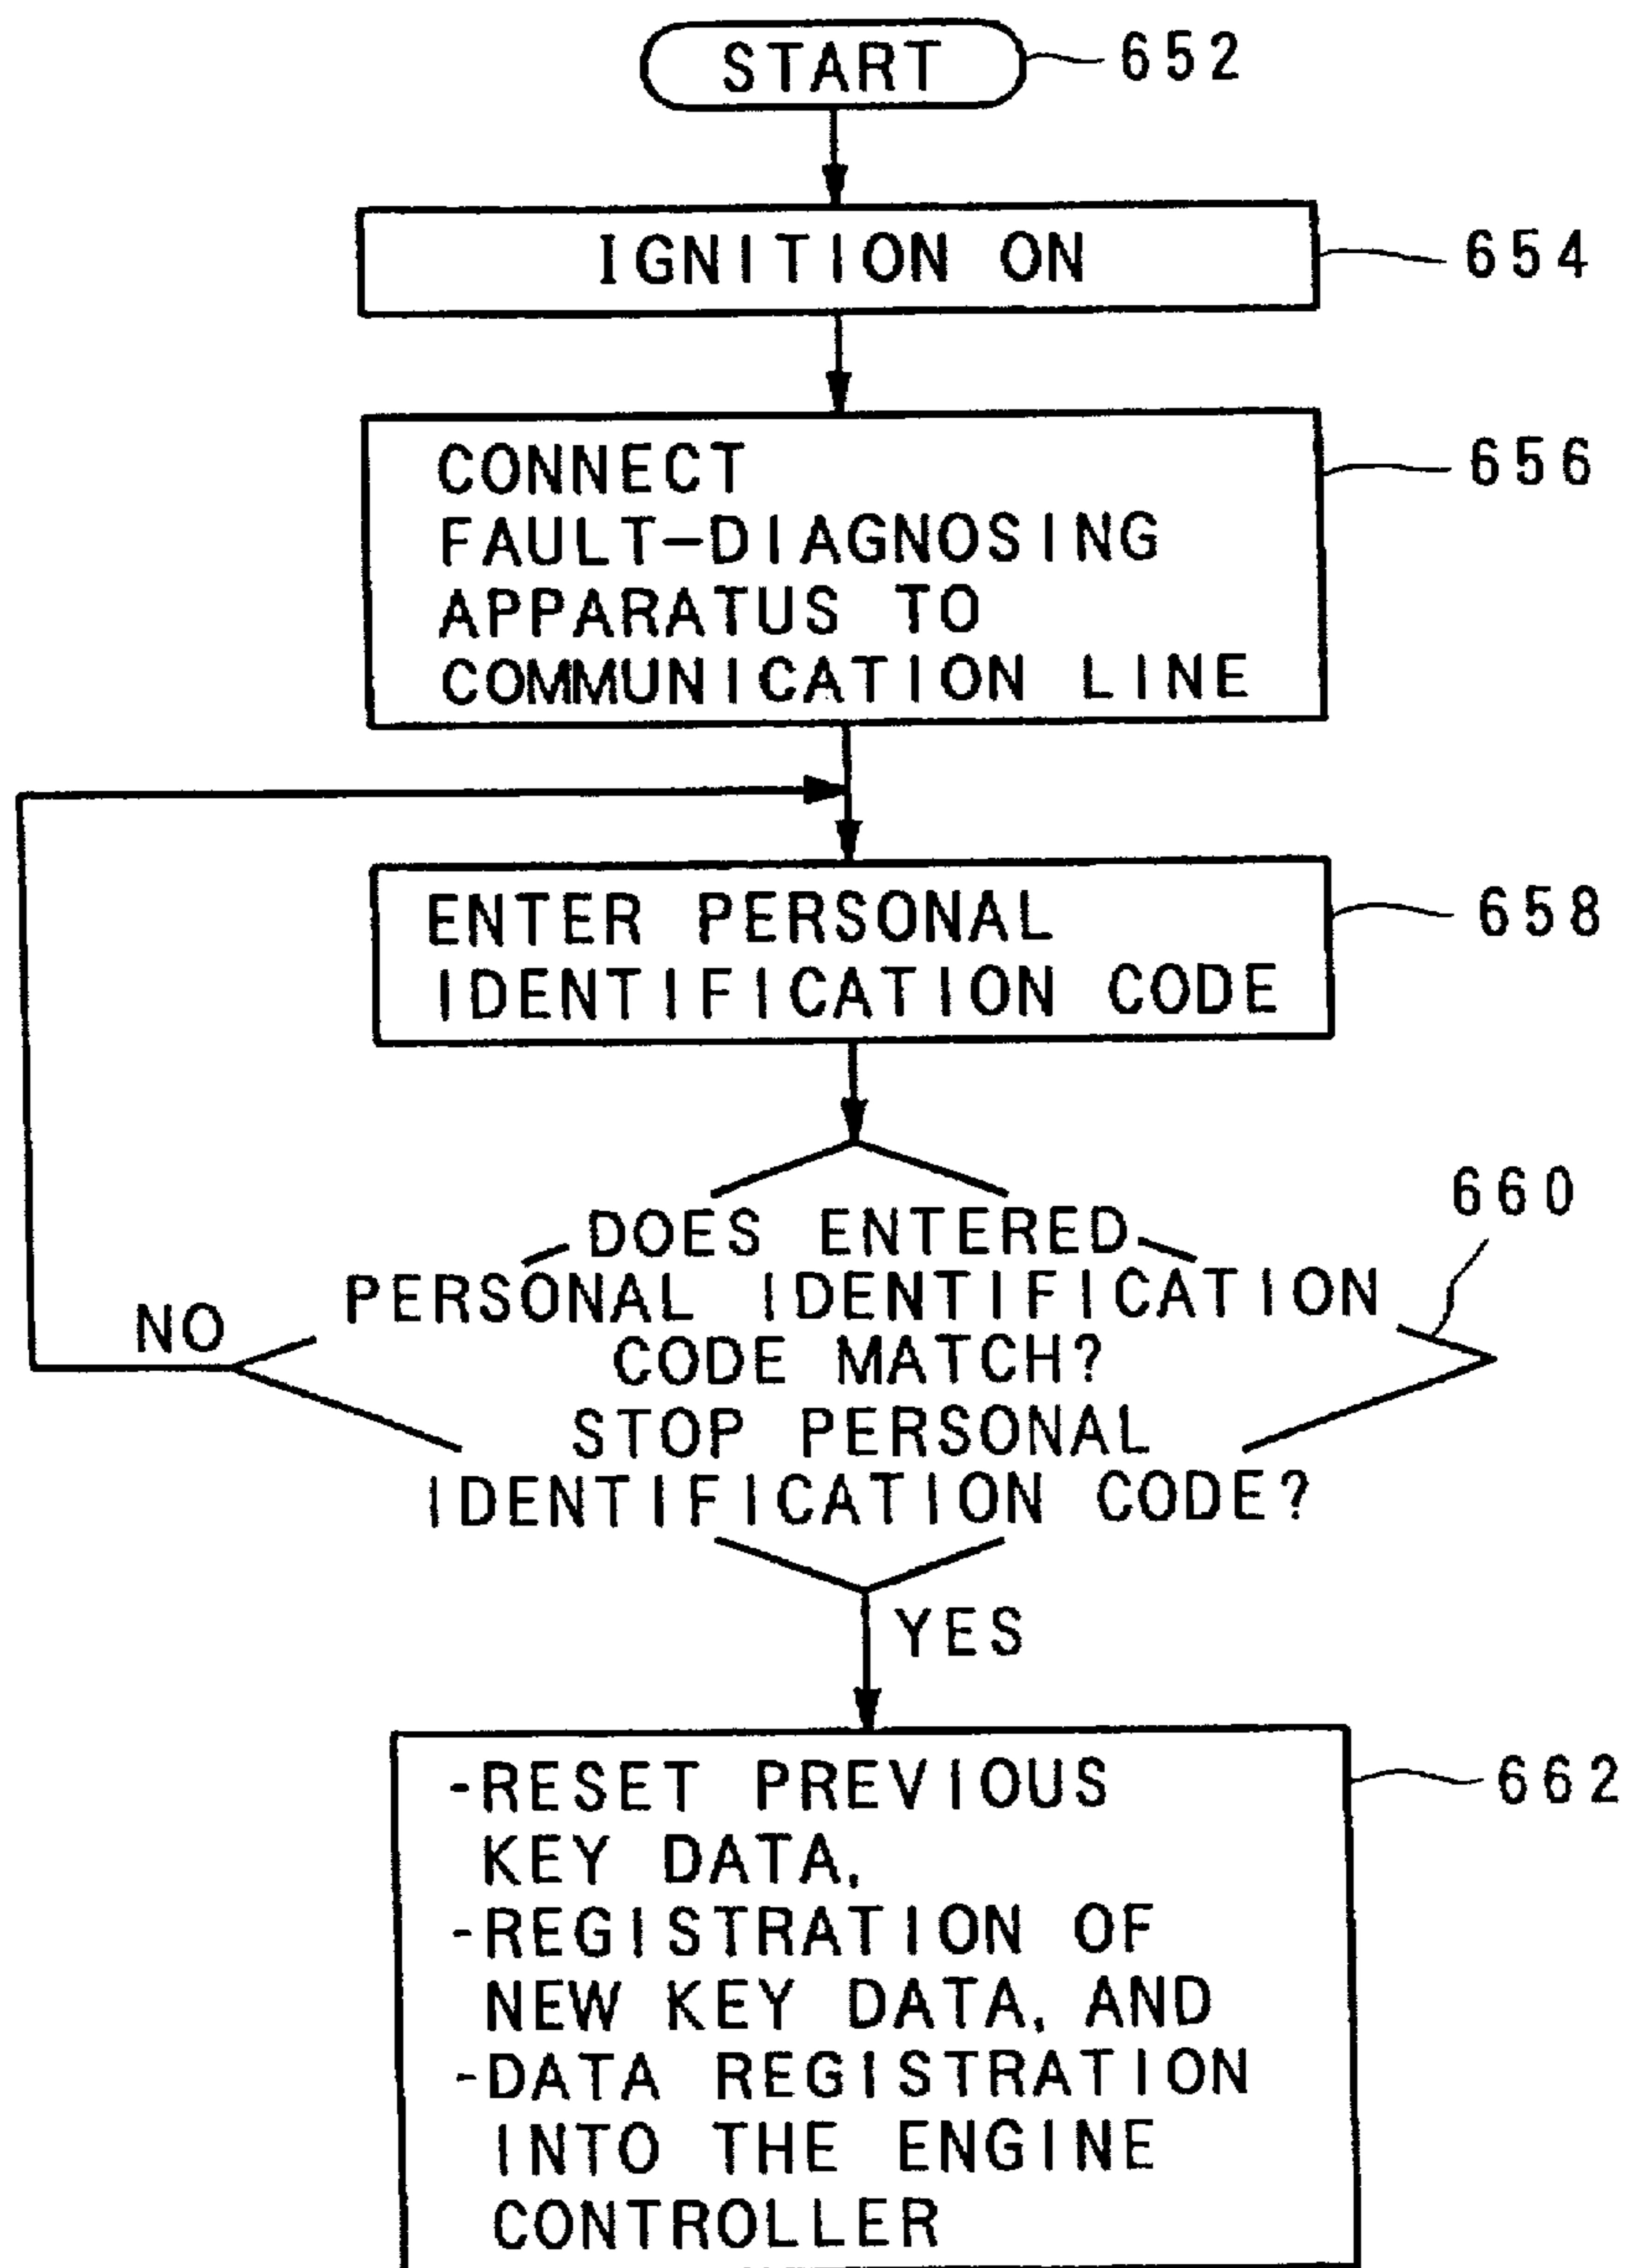 START
652
IGNITION ON
654
CONNECT
FAULT-DIAGNOSING
APPARATUS TO
COMMUNICATION LINE
656
ENTER PERSONAL
IDENTIFICATION CODE
658
660
DOES ENTERED
PERSONAL IDENTIFICATION
CODE MATCH?
STOP PERSONAL
IDENTIFICATION CODE?
NO
YES
-RESET PREVIOUS
KEY DATA,
-REGISTRATION OF
NEW KEY DATA, AND
-DATA REGISTRATION
INTO THE ENGINE
CONTROLLER
662